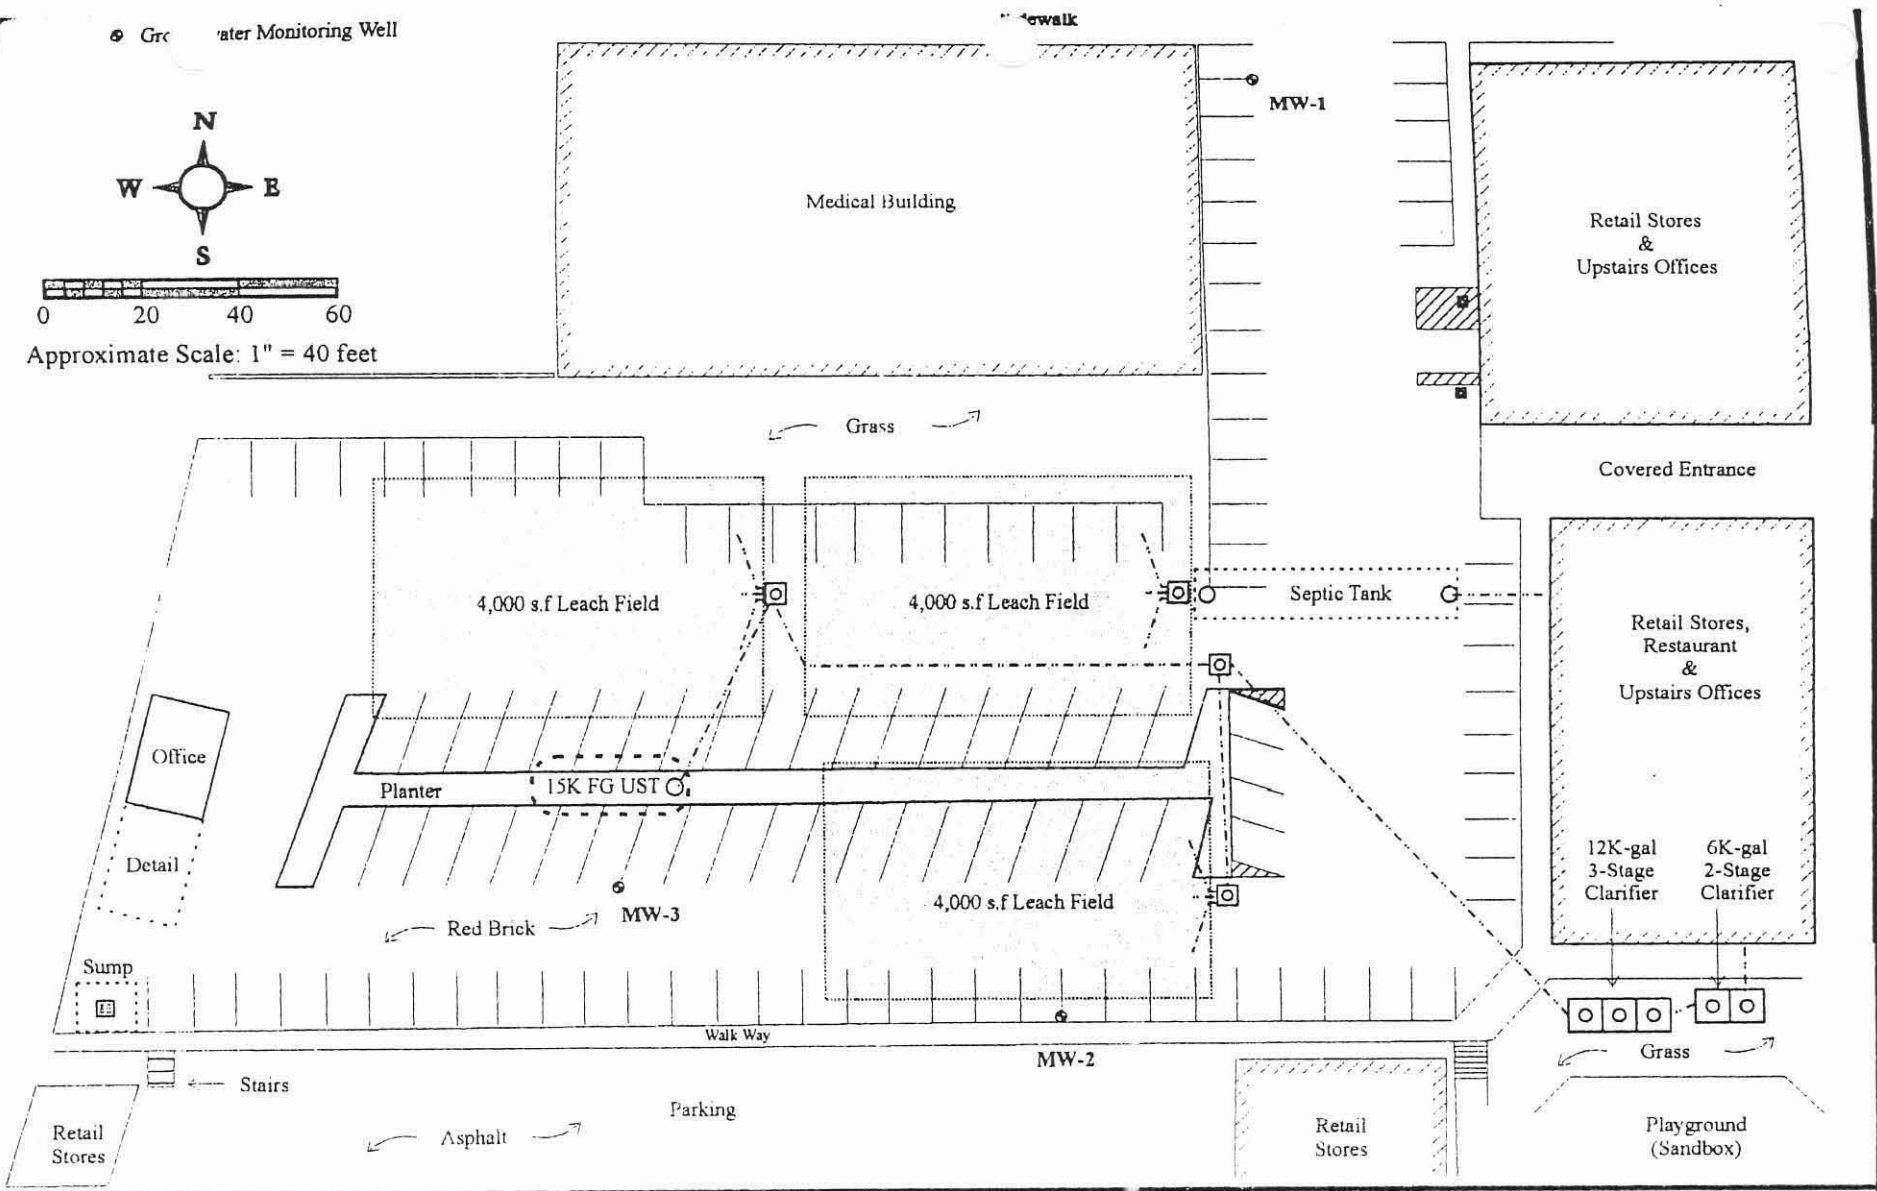 Monitoring Well
MW-1
N
W E
S
0 20 40 60
Approximate Scale: 1" = 40 feet
Medical Building
Retail Stores
&
Upstairs Offices
Grass
Covered Entrance
4,000 s.f Leach Field
4,000 s.f Leach Field
Septic Tank
Retail Stores,
Restaurant
&
Upstairs Offices
Office
Planter
15K FG UST
Detail
12K-gal
3-Stage
Clarifier
6K-gal
2-Stage
Clarifier
4,000 s.f Leach Field
MW-3
Red Brick
Sump
Walk Way
MW-2
Grass
Stairs
Parking
Asphalt
Retail
Stores
Retail
Stores
Playground
(Sandbox)